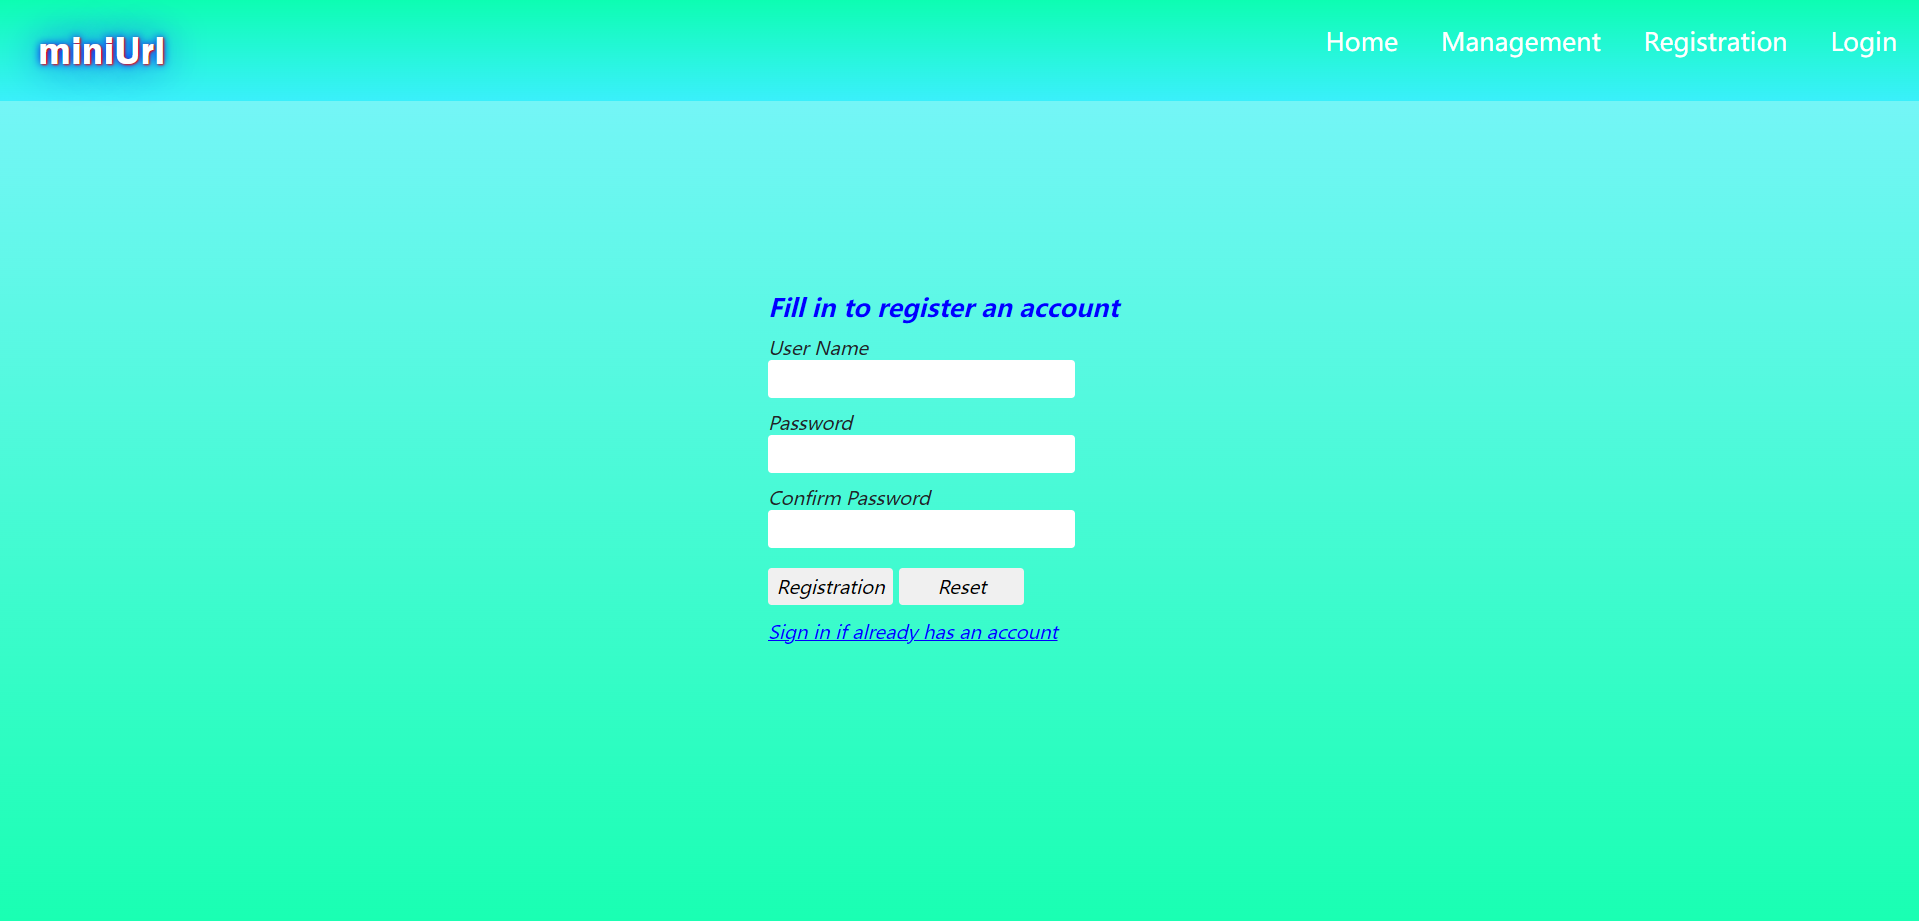 miniUrl
Home Management Registration Login
Fill in to register an account
User Name
Password
Confirm Password
Registration Reset
Sign in if already has an account